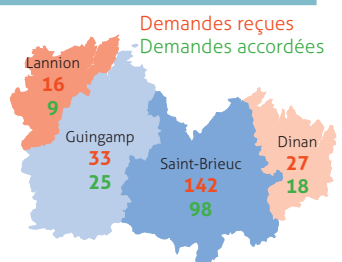 Demandes reçues
Demandes accordées
Lannion
16
9
Guingamp
33
25
Saint-Brieuc
142
98
Dinan
27
18